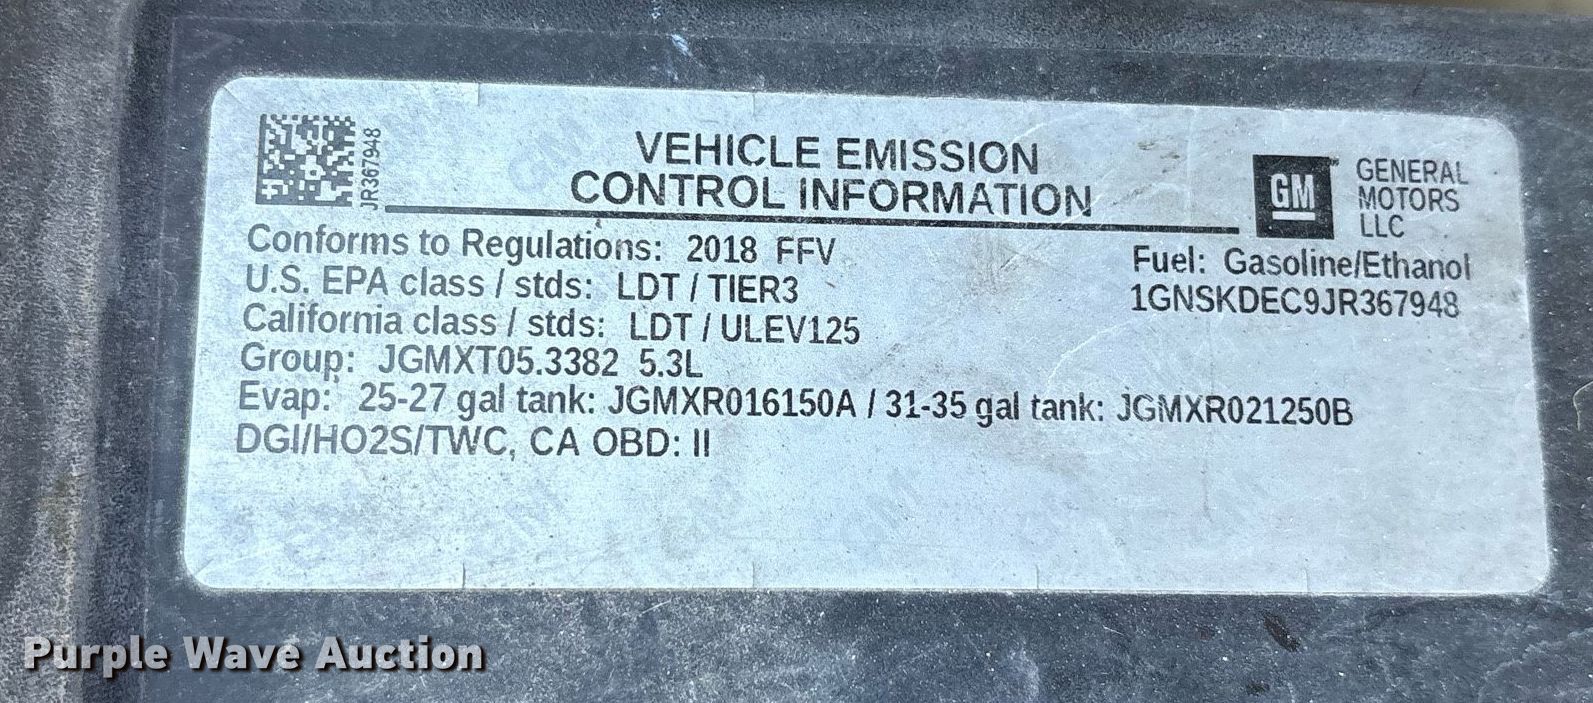 JR367948
VEHICLE EMISSION
CONTROL INFORMATION
GM
GENERAL
MOTORS
LLC
Conforms to Regulations: 2018 FFV
Fuel: Gasoline/Ethanol
U.S. EPA class / stds: LDT / TIER3
1GNSKDEC9JR367948
California class / stds: LDT / ULEV125
Group: JGMXT05.3382 5.3L
Evap: 25-27 gal tank: JGMXR016150A / 31-35 gal tank: JGMXR021250B
DGI/HO2S/TWC, CA OBD: II
Purple Wave Auction